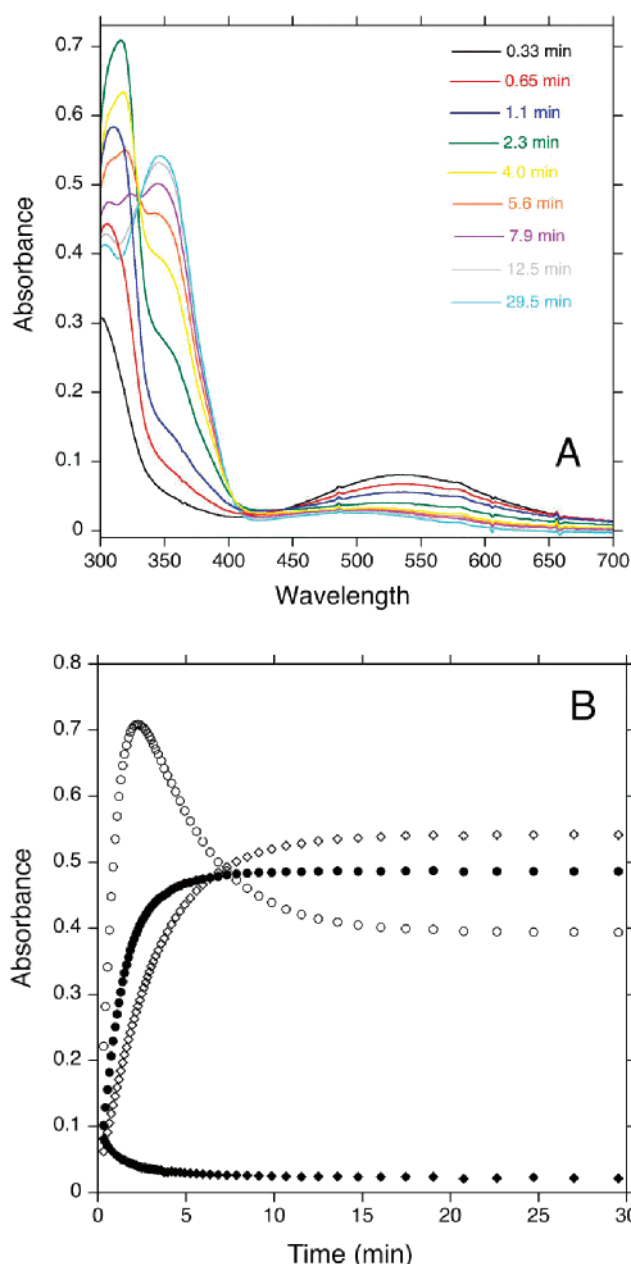 0.7
0.6
0.5
0.4
0.3
0.2
0.1
0
Absorbance
0.33 min
0.65 min
1.1 min
2.3 min
4.0 min
5.6 min
7.9 min
12.5 min
29.5 min
A
300 350 400 450 500 550 600 650 700
Wavelength
0.8
0.7
0.6
0.5
0.4
0.3
0.2
0.1
0
Absorbance
B
0 5 10 15 20 25 30
Time (min)